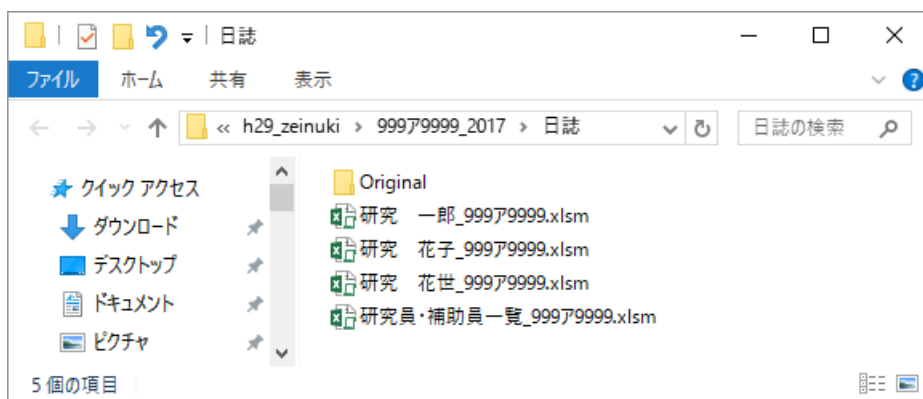 日誌
ファイル ホーム 共有 表示
« h29_zeinuki › 999ｱ9999_2017 › 日誌 日誌の検索
クイック アクセス
ダウンロード
デスクトップ
ドキュメント
ピクチャ
Original
研究　一郎_999ｱ9999.xlsm
研究　花子_999ｱ9999.xlsm
研究　花世_999ｱ9999.xlsm
研究員・補助員一覧_999ｱ9999.xlsm
5 個の項目